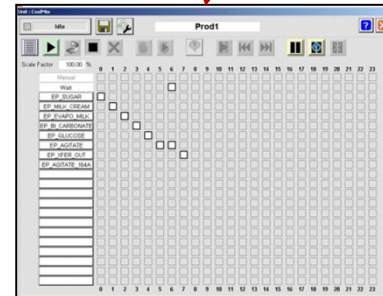 Unit : CookMix
Idle
Prod1
?
Scale Factor 100.00 %
0 1 2 3 4 5 6 7 8 9 10 11 12 13 14 15 16 17 18 19 20 21 22 23
Manual
Wait
EP_SUGAR
EP_MILK_CREAM
EP_EVAPO_MILK
EP_BI_CARBONATE
EP_GLUCOSE
EP_AGITATE
EP_XFER_OUT
EP_AGITATE_164A
0 1 2 3 4 5 6 7 8 9 10 11 12 13 14 15 16 17 18 19 20 21 22 23